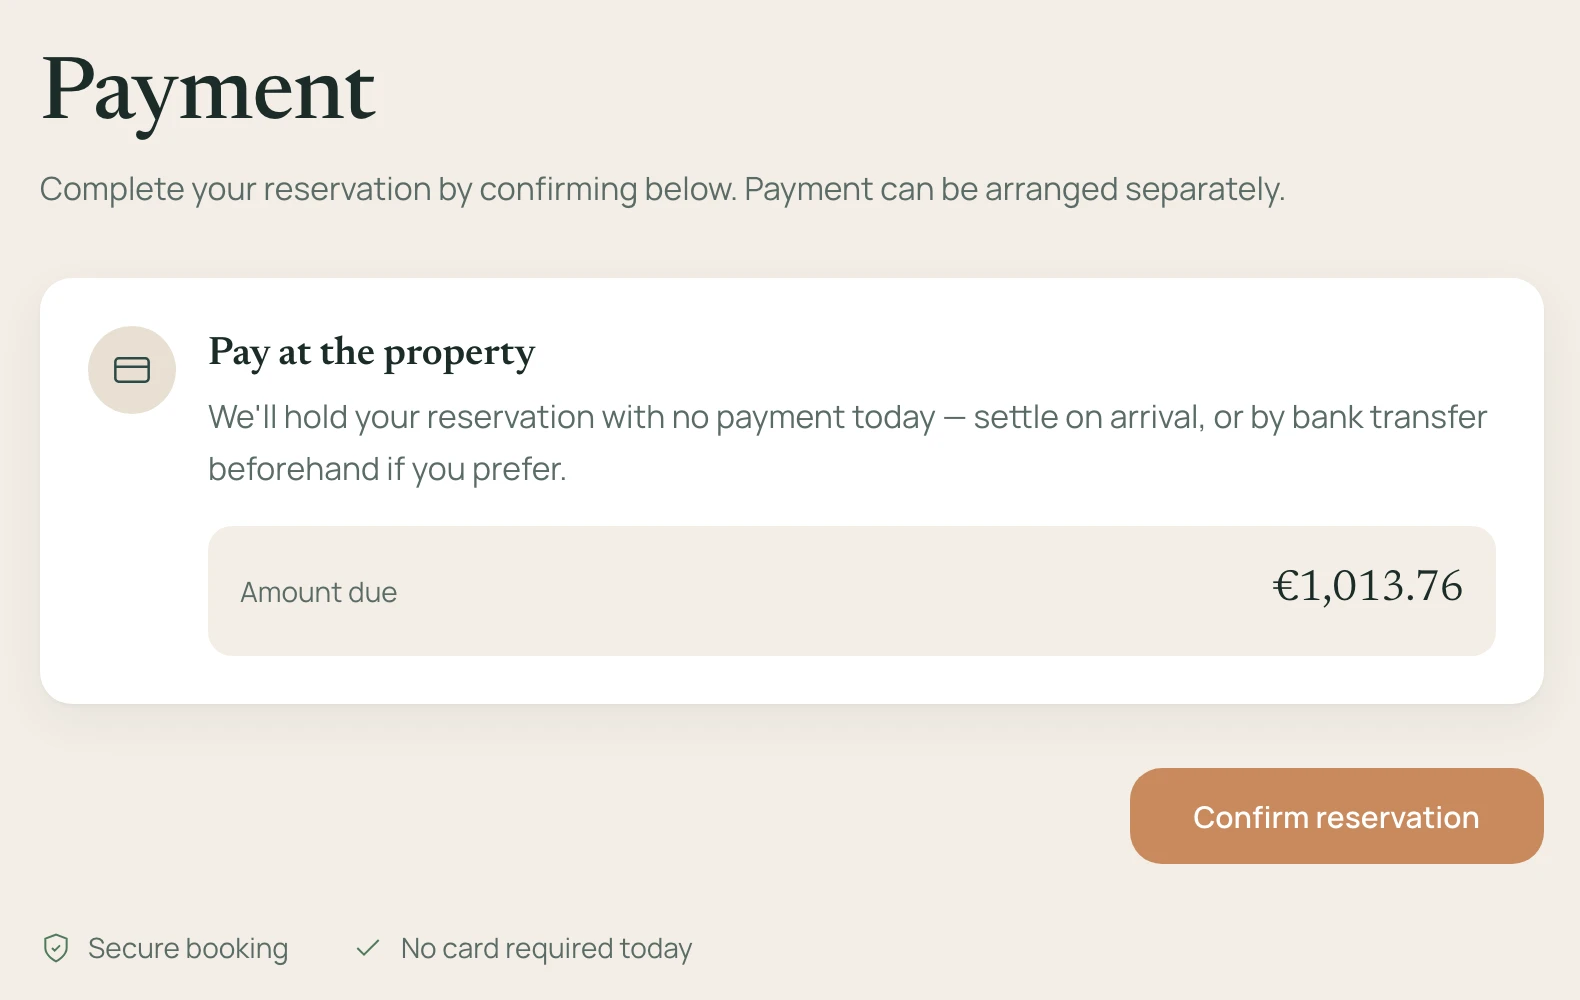 Payment
Complete your reservation by confirming below. Payment can be arranged separately.
Pay at the property
We'll hold your reservation with no payment today — settle on arrival, or by bank transfer
beforehand if you prefer.
Amount due
€1,013.76
Confirm reservation
Secure booking
No card required today